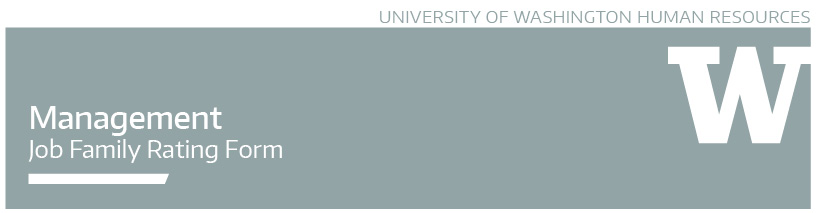 UNIVERSITY OF WASHINGTON HUMAN RESOURCES
W
Management
Job Family Rating Form